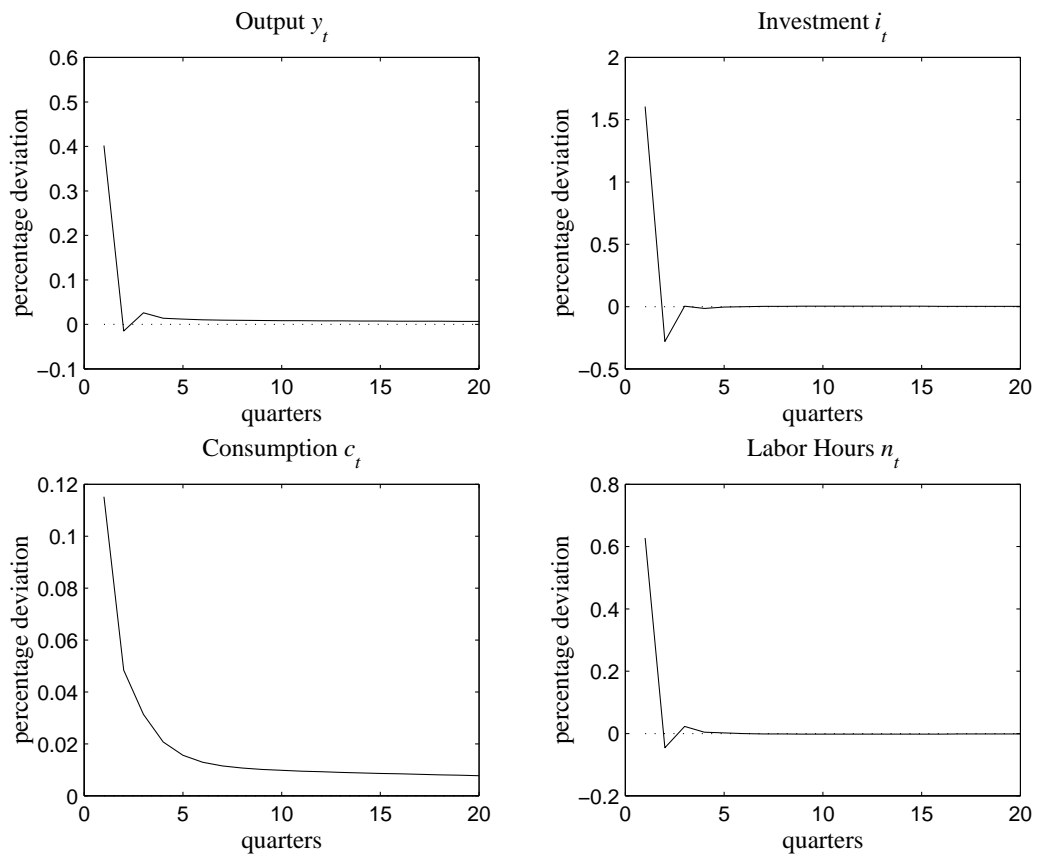 Output y_t
0.6
0.5
0.4
0.3
0.2
0.1
0
−0.1
percentage deviation
0 5 10 15 20
quarters
Investment i_t
2
1.5
1
0.5
0
−0.5
percentage deviation
0 5 10 15 20
quarters
Consumption c_t
0.12
0.1
0.08
0.06
0.04
0.02
0
percentage deviation
0 5 10 15 20
quarters
Labor Hours n_t
0.8
0.6
0.4
0.2
0
−0.2
percentage deviation
0 5 10 15 20
quarters